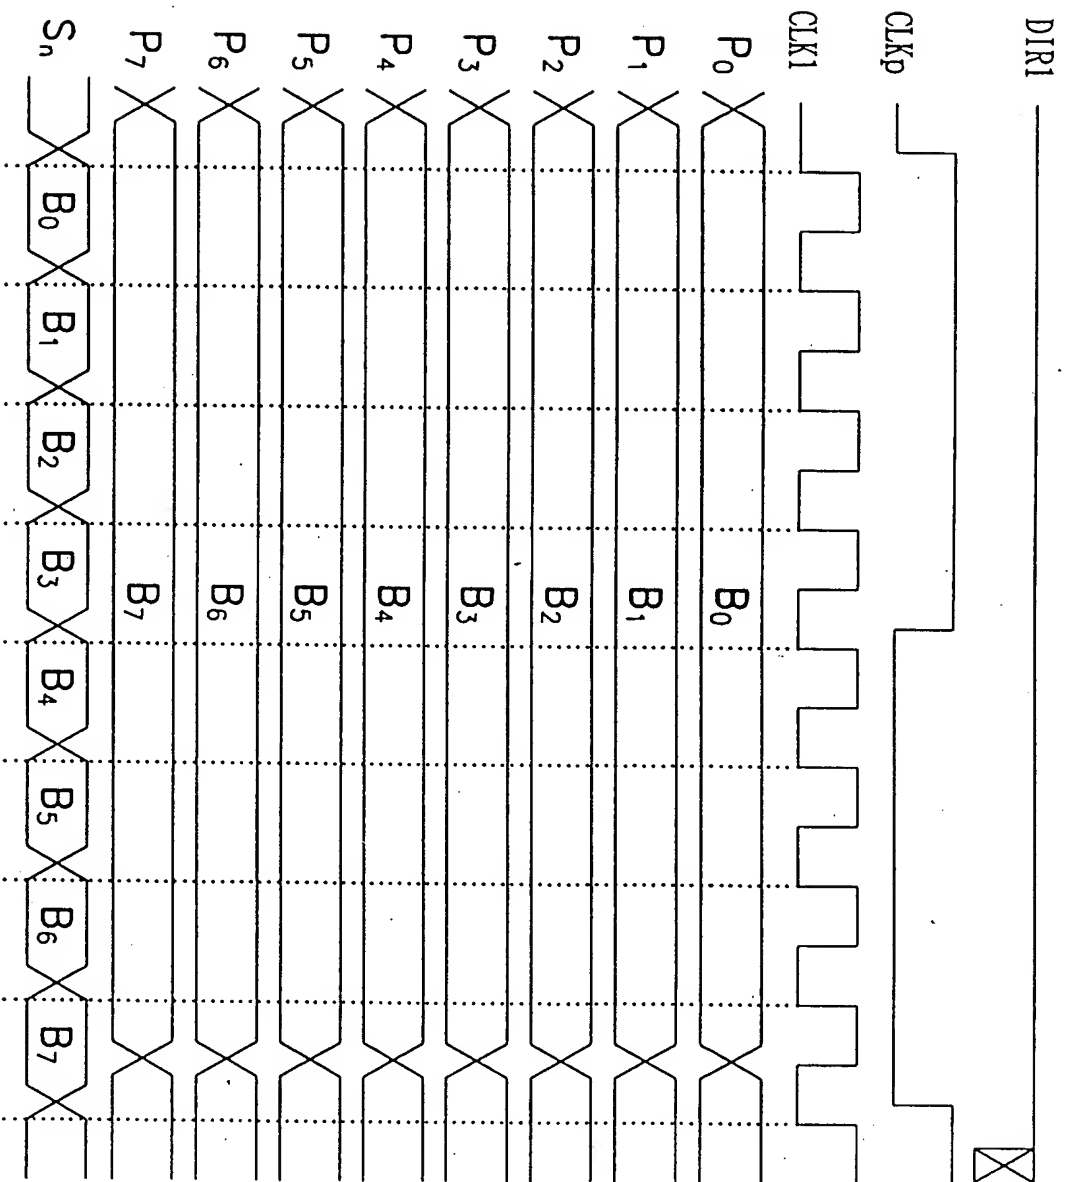 DIR1
CLKp
CLK1
P₀ B₀
P₁ B₁
P₂ B₂
P₃ B₃
P₄ B₄
P₅ B₅
P₆ B₆
P₇ B₇
Sₙ B₀ B₁ B₂ B₃ B₄ B₅ B₆ B₇